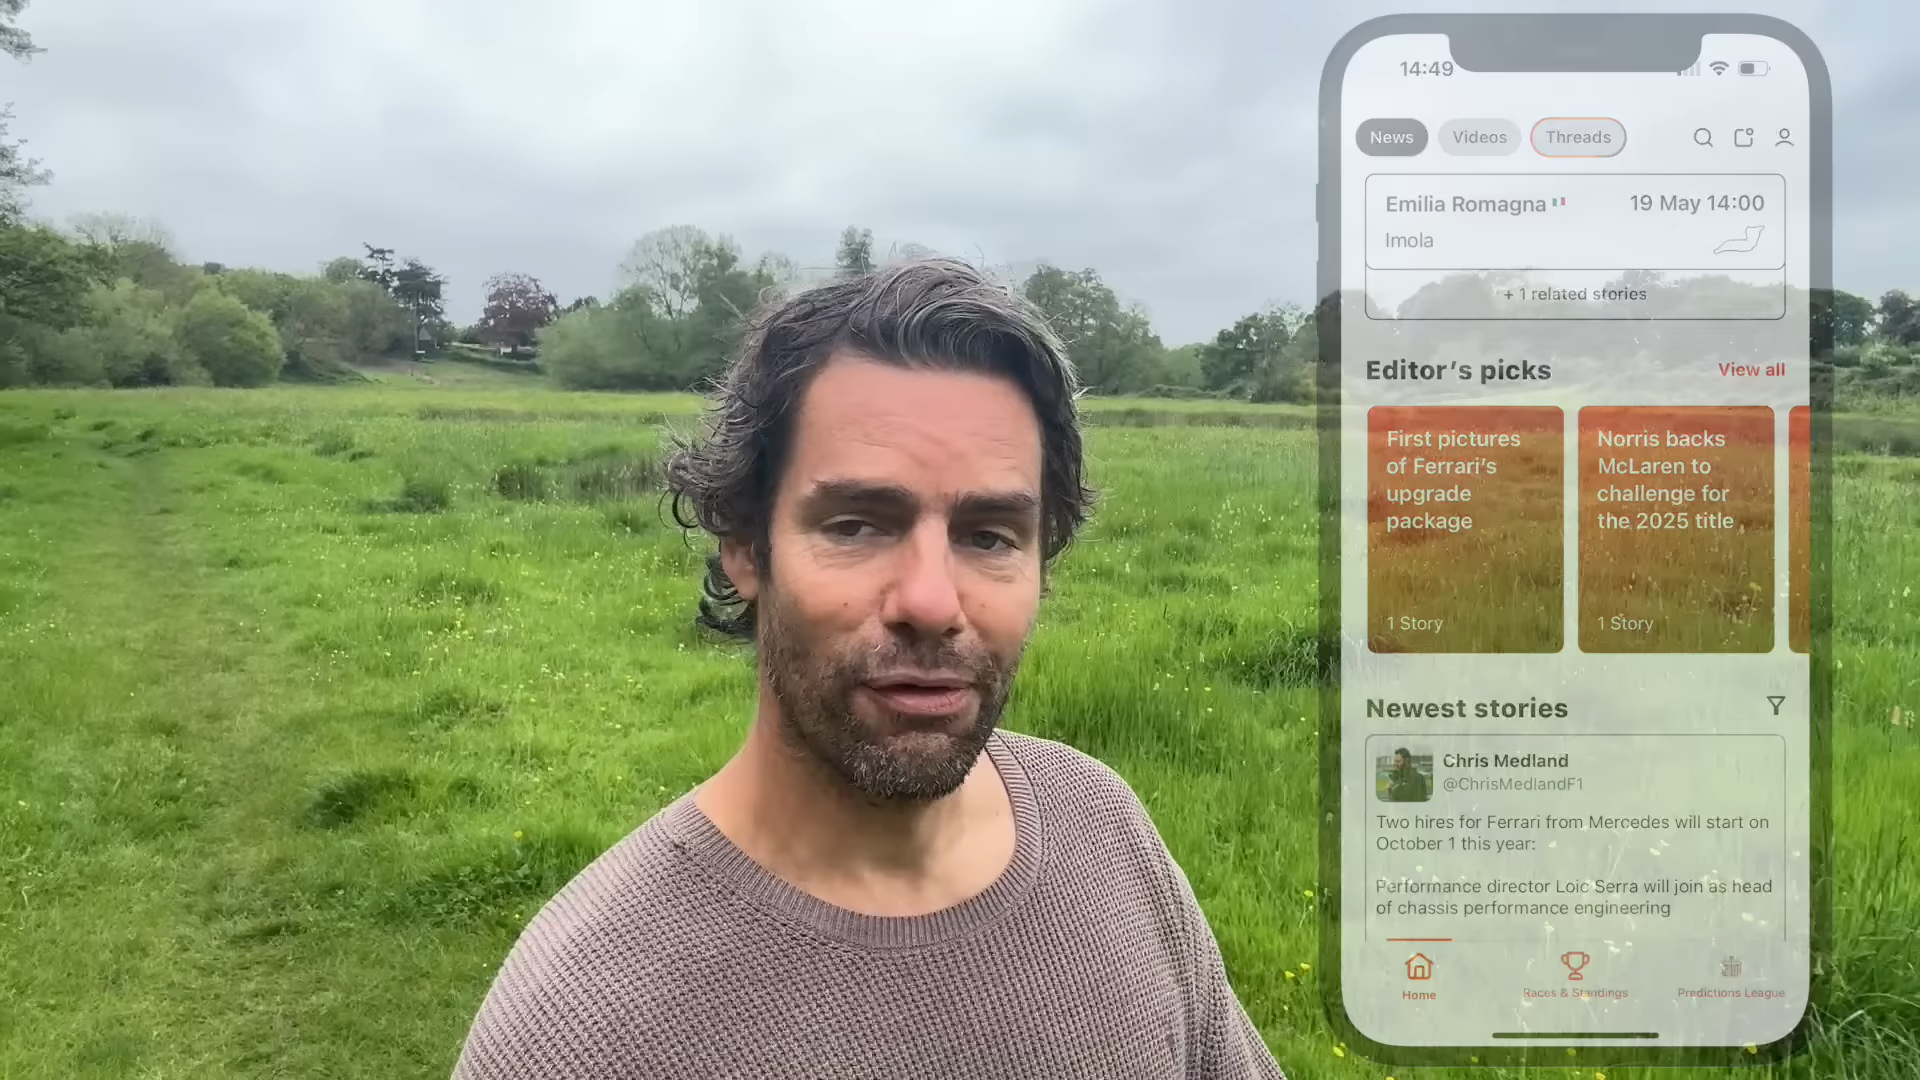 14:49
News
Videos
Threads
Emilia Romagna
19 May 14:00
Imola
+ 1 related stories
Editor's picks
View all
First pictures
of Ferrari's
upgrade
package
1 Story
Norris backs
McLaren to
challenge for
the 2025 title
1 Story
Newest stories
Chris Medland
@ChrisMedlandF1
Two hires for Ferrari from Mercedes will start on
October 1 this year:
Performance director Loic Serra will join as head
of chassis performance engineering
Home
Races & Standings
Predictions League